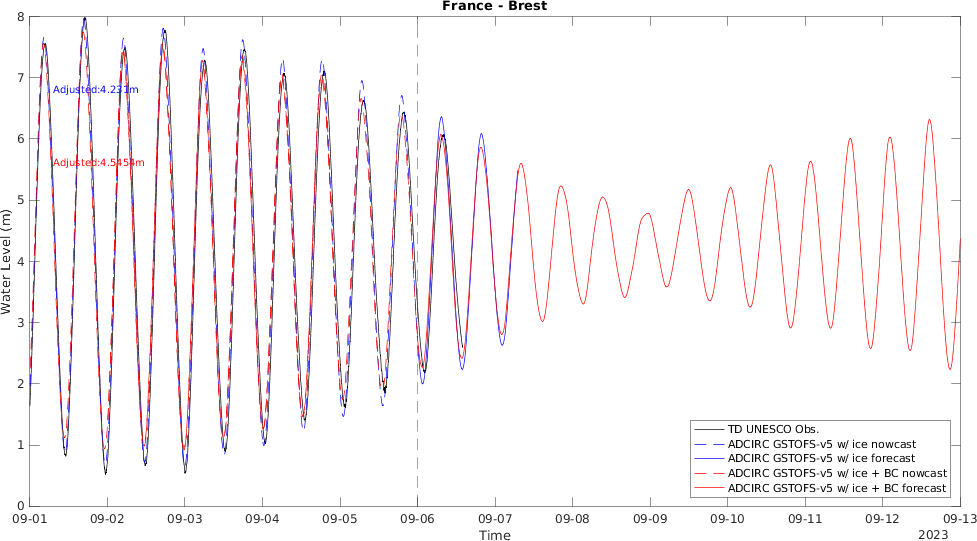 France - Brest
8
7
6
5
4
3
2
1
0
Water Level (m)
Adjusted:4.231m
Adjusted:4.5454m
TD UNESCO Obs.
ADCIRC GSTOFS-v5 w/ ice nowcast
ADCIRC GSTOFS-v5 w/ ice forecast
ADCIRC GSTOFS-v5 w/ ice + BC nowcast
ADCIRC GSTOFS-v5 w/ ice + BC forecast
09-01 09-02 09-03 09-04 09-05 09-06 09-07 09-08 09-09 09-10 09-11 09-12 09-13
Time
2023